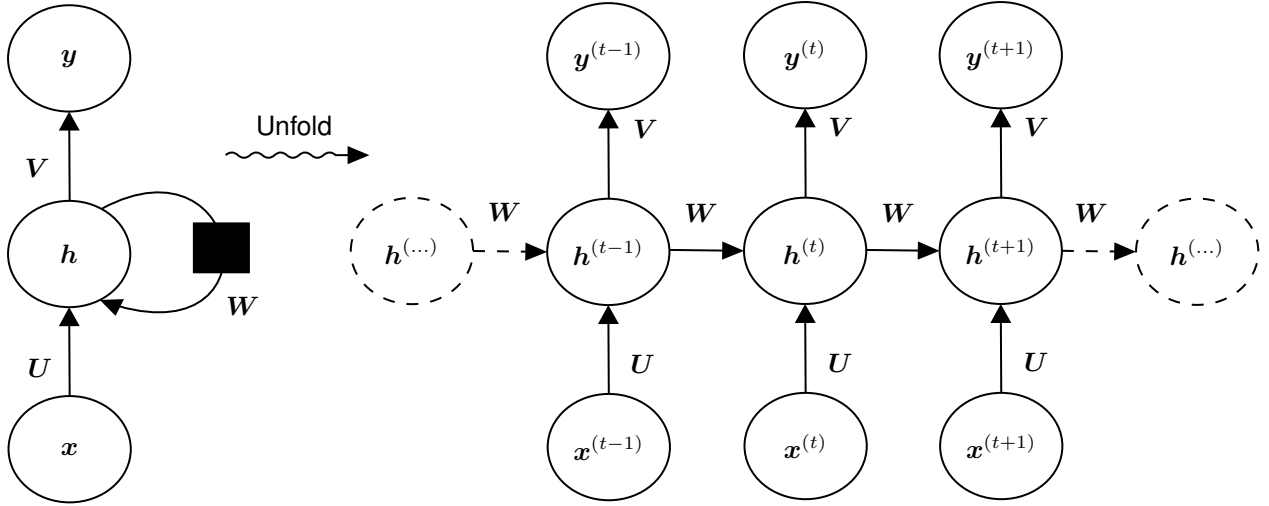 y
V
h
W
U
x
Unfold
y^{(t−1)} y^{(t)} y^{(t+1)}
V V V
W W W W
h^{(...)} h^{(t−1)} h^{(t)} h^{(t+1)} h^{(...)}
U U U
x^{(t−1)} x^{(t)} x^{(t+1)}